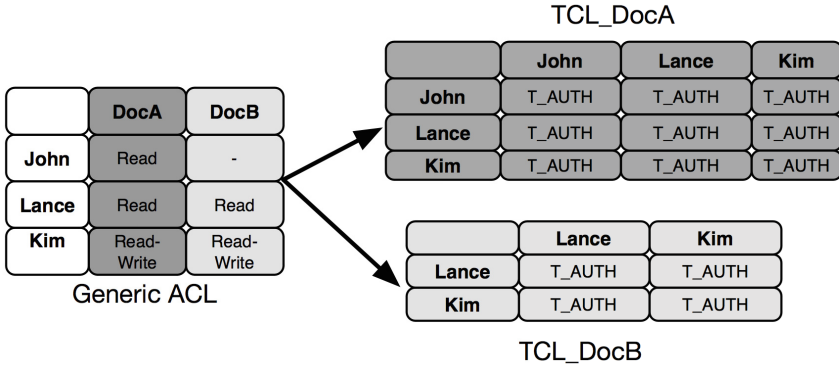 TCL_DocA
John Lance Kim
John T_AUTH T_AUTH T_AUTH
Lance T_AUTH T_AUTH T_AUTH
Kim T_AUTH T_AUTH T_AUTH
DocA DocB
John Read -
Lance Read Read
Kim Read- Read-
Write Write
Generic ACL
Lance Kim
Lance T_AUTH T_AUTH
Kim T_AUTH T_AUTH
TCL_DocB